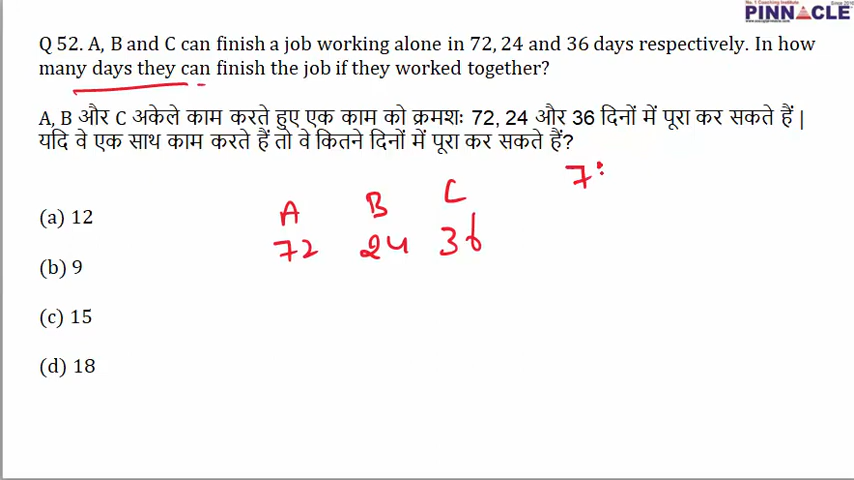 PINNACLE
Q 52. A, B and C can finish a job working alone in 72, 24 and 36 days respectively. In how
many days they can finish the job if they worked together?
A, B और C अकेले काम करते हुए एक काम को क्रमशः 72, 24 और 36 दिनों में पूरा कर सकते हैं |
यदि वे एक साथ काम करते हैं तो वे कितने दिनों में पूरा कर सकते हैं?
(a) 12
(b) 9
(c) 15
(d) 18
A B C
72 24 36
7